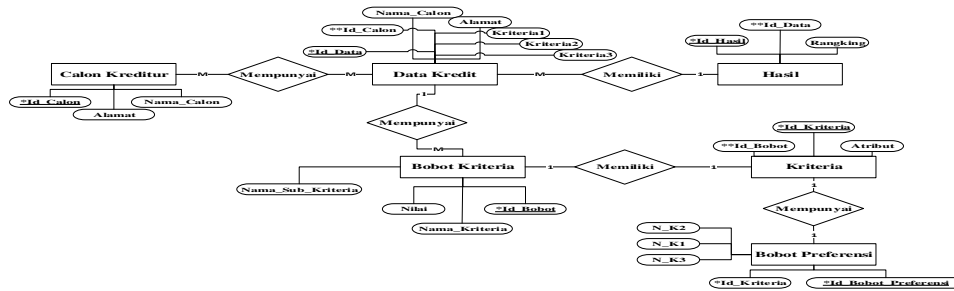 Nama_Calon
**Id_Calon
Alamat
Kriteria1
*Id_Data
Kriteria2
Kriteria3
**Id_Data
*Id_Hasil
Rangking
Calon Kreditur
M
Mempunyai
M
Data Kredit
M
Memiliki
1
Hasil
*Id_Calon
Nama_Calon
Alamat
1
Mempunyai
M
*Id_Kriteria
**Id_Bobot
Atribut
Bobot Kriteria
1
Memiliki
1
Kriteria
Nama_Sub_Kriteria
Nilai
*Id_Bobot
Nama_Kriteria
1
Mempunyai
1
N_K2
N_K1
N_K3
Bobot Preferensi
*Id_Kriteria
*Id_Bobot_Preferensi